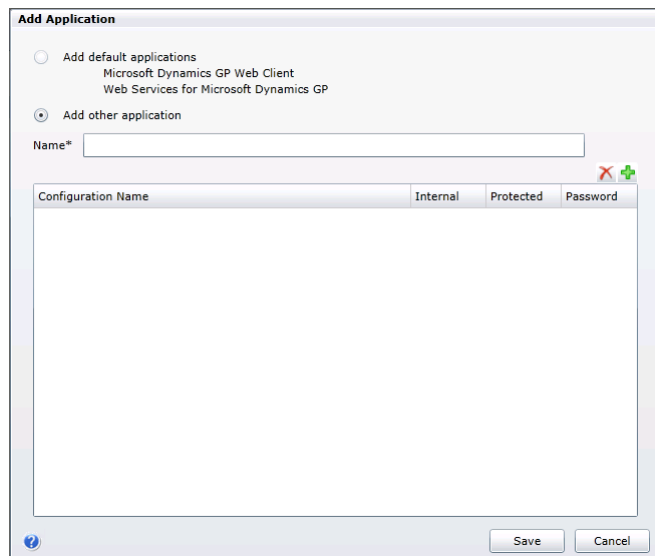 Add Application
Add default applications
Microsoft Dynamics GP Web Client
Web Services for Microsoft Dynamics GP
Add other application
Name*
Configuration Name Internal Protected Password
Save Cancel